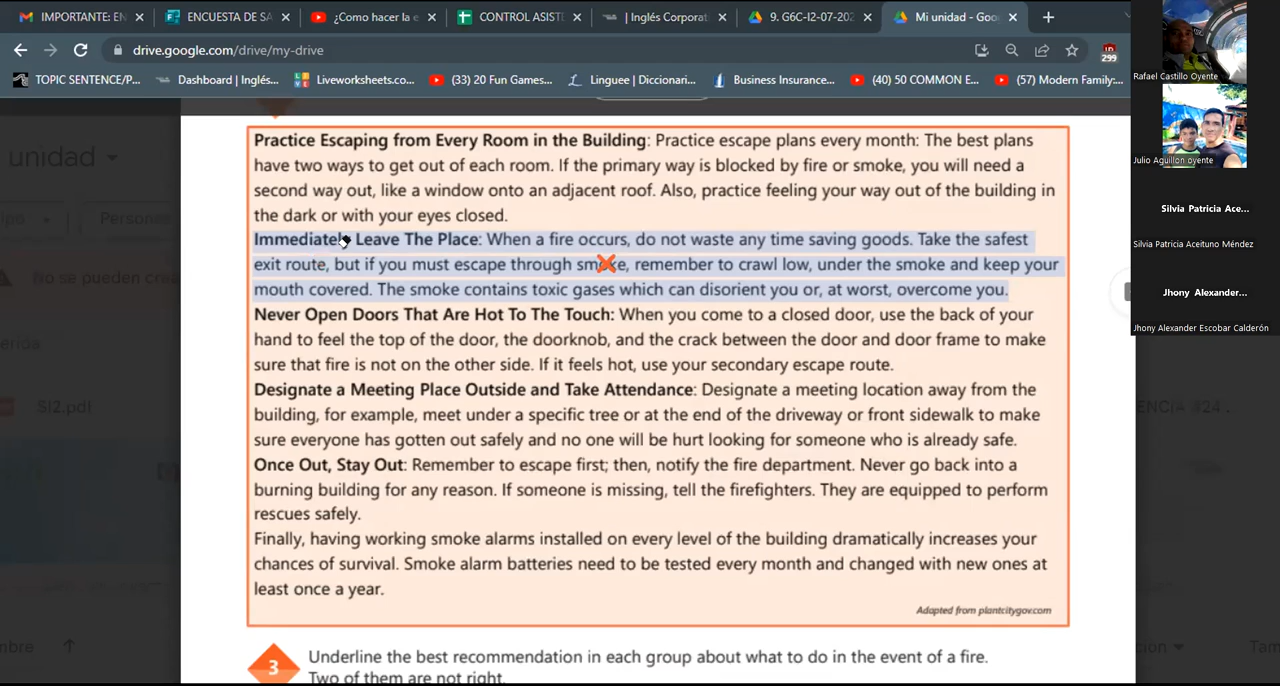 IMPORTANTE: EN
ENCUESTA DE SA
¿Como hacer la e
CONTROL ASIST
| Inglés Corporati
9. G6C-I2-07-202
Mi unidad - Goo
drive.google.com/drive/my-drive
299
TOPIC SENTENCE/P...
Dashboard | Inglés...
Liveworksheets.co...
(33) 20 Fun Games...
Linguee | Diccionari...
Business Insurance...
(40) 50 COMMON E...
(57) Modern Family:...
unidad
Persona
SI2.pdf
Practice Escaping from Every Room in the Building: Practice escape plans every month: The best plans
have two ways to get out of each room. If the primary way is blocked by fire or smoke, you will need a
second way out, like a window onto an adjacent roof. Also, practice feeling your way out of the building in
the dark or with your eyes closed.
Immediately Leave The Place: When a fire occurs, do not waste any time saving goods. Take the safest
exit route, but if you must escape through smoke, remember to crawl low, under the smoke and keep your
mouth covered. The smoke contains toxic gases which can disorient you or, at worst, overcome you.
Never Open Doors That Are Hot To The Touch: When you come to a closed door, use the back of your
hand to feel the top of the door, the doorknob, and the crack between the door and door frame to make
sure that fire is not on the other side. If it feels hot, use your secondary escape route.
Designate a Meeting Place Outside and Take Attendance: Designate a meeting location away from the
building, for example, meet under a specific tree or at the end of the driveway or front sidewalk to make
sure everyone has gotten out safely and no one will be hurt looking for someone who is already safe.
Once Out, Stay Out: Remember to escape first; then, notify the fire department. Never go back into a
burning building for any reason. If someone is missing, tell the firefighters. They are equipped to perform
rescues safely.
Finally, having working smoke alarms installed on every level of the building dramatically increases your
chances of survival. Smoke alarm batteries need to be tested every month and changed with new ones at
least once a year.
Adapted from plantcitygov.com
3
Underline the best recommendation in each group about what to do in the event of a fire.
Two of them are not right.
Rafael Castillo Oyente
Julio Aguillon oyente
Silvia Patricia Ace...
Silvia Patricia Aceituno Méndez
Jhony Alexander...
Jhony Alexander Escobar Calderón